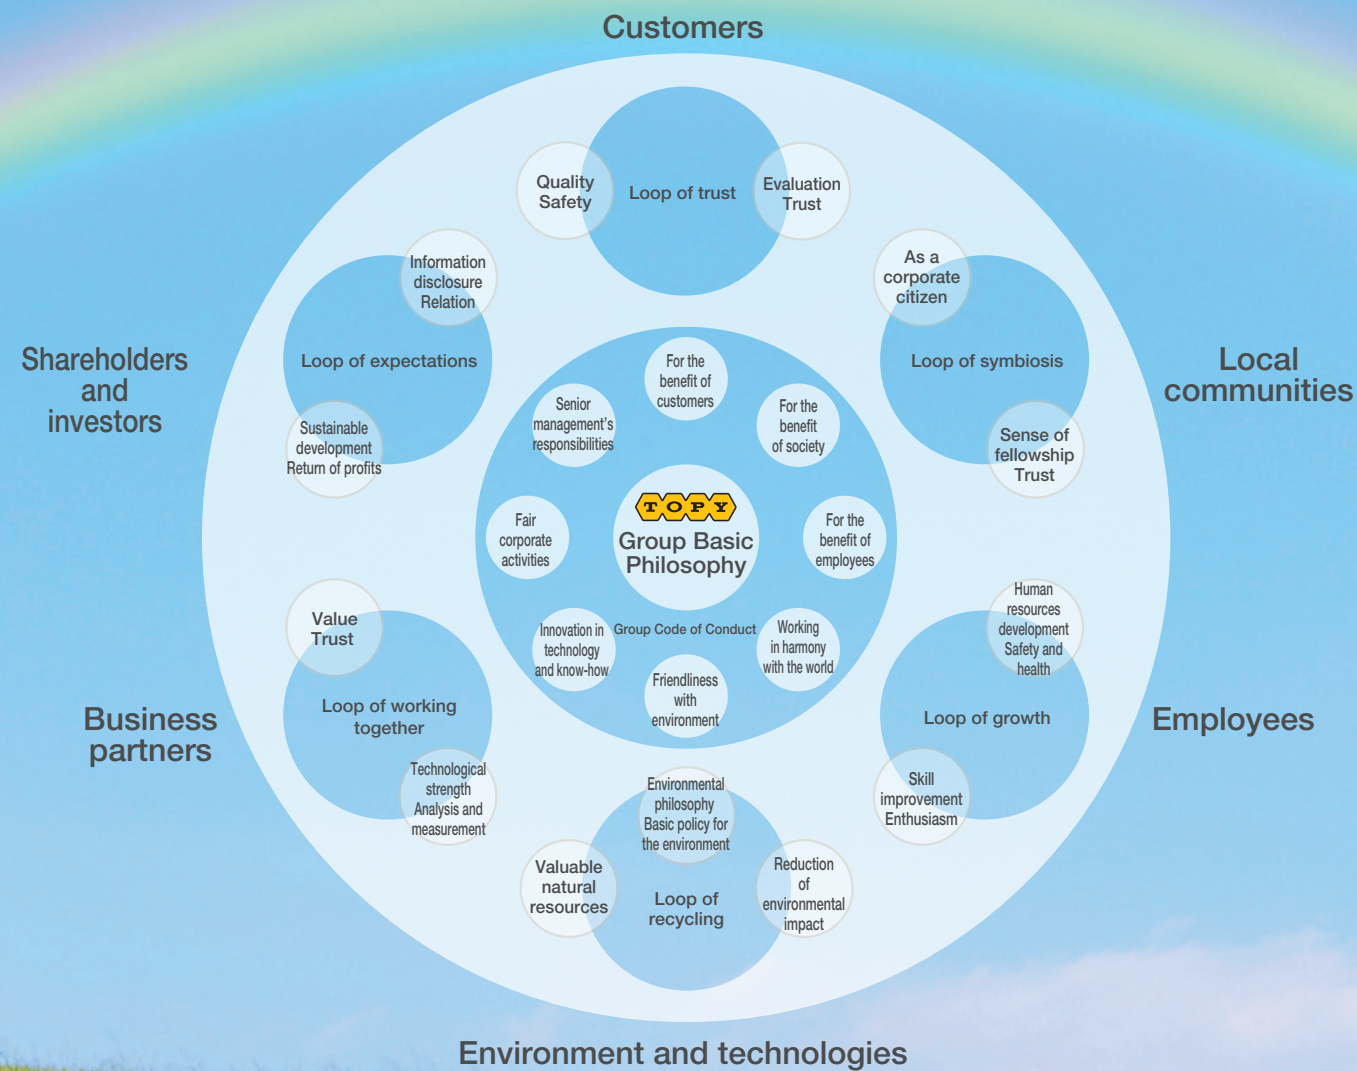 Customers
Quality
Safety
Loop of trust
Evaluation
Trust
Information
disclosure
Relation
As a
corporate
citizen
Shareholders
and
investors
Loop of expectations
Loop of symbiosis
Local
communities
Sustainable
development
Return of profits
Sense of
fellowship
Trust
For the
benefit of
customers
Senior
management's
responsibilities
For the
benefit
of society
Fair
corporate
activities
TOPY
Group Basic
Philosophy
For the
benefit of
employees
Innovation in
technology
and know-how
Group Code of Conduct
Working
in harmony
with the world
Friendliness
with
environment
Value
Trust
Human
resources
development
Safety and
health
Business
partners
Loop of working
together
Loop of growth
Employees
Technological
strength
Analysis and
measurement
Skill
improvement
Enthusiasm
Environmental
philosophy
Basic policy for
the environment
Valuable
natural
resources
Loop of
recycling
Reduction
of
environmental
impact
Environment and technologies